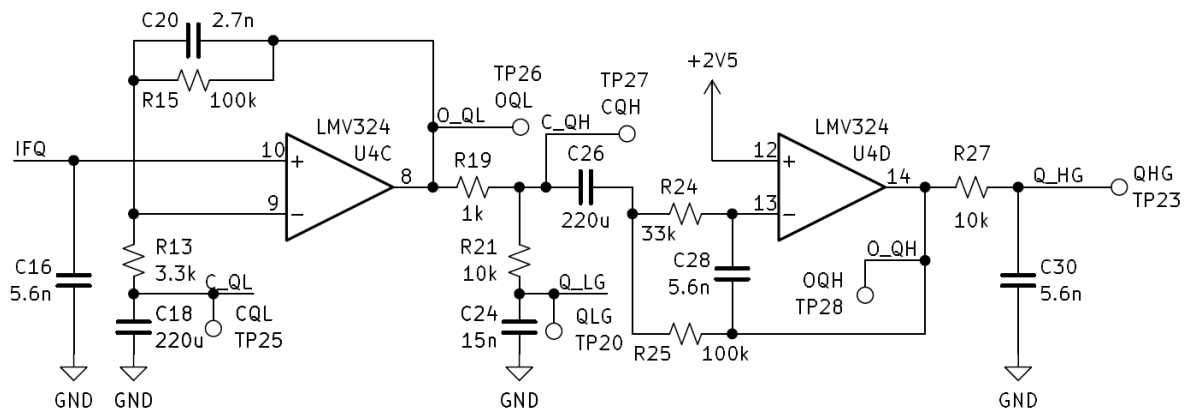 C20 2.7n
R15 100k
LMV324
U4C
IFQ
10
+
9
−
8
O_QL
TP26
OQL
R13
3.3k
C16
5.6n
C_QL
C18
220u
CQL
TP25
GND
GND
R19
1k
C_QH
TP27
CQH
C26
220u
R21
10k
Q_LG
C24
15n
QLG
TP20
GND
+2V5
R24
33k
C28
5.6n
R25 100k
LMV324
U4D
12
+
13
−
14
O_QH
OQH
TP28
R27
10k
Q_HG
QHG
TP23
C30
5.6n
GND